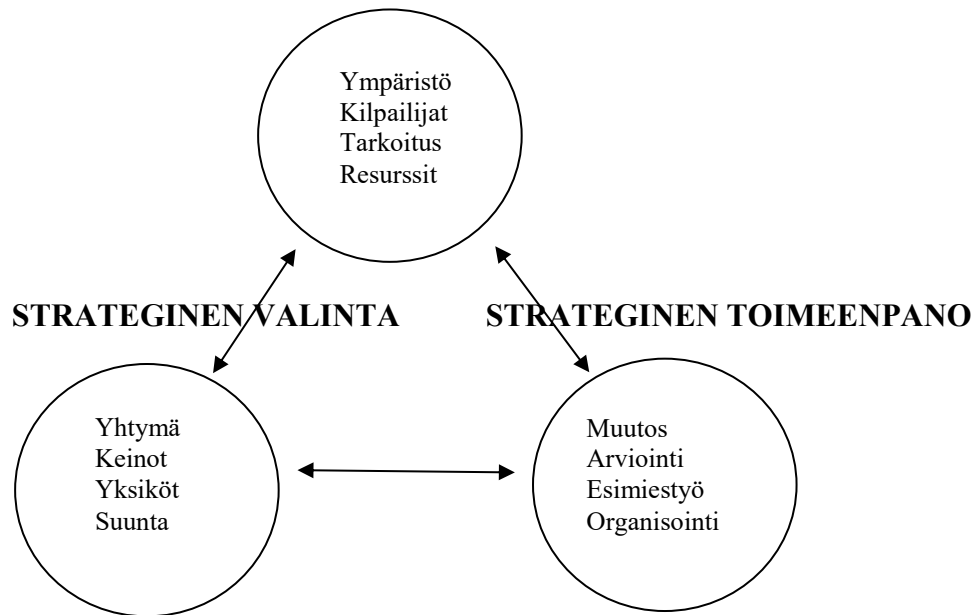 Ympäristö
Kilpailijat
Tarkoitus
Resurssit
STRATEGINEN VALINTA
STRATEGINEN TOIMEENPANO
Yhtymä
Keinot
Yksiköt
Suunta
Muutos
Arviointi
Esimiestyö
Organisointi